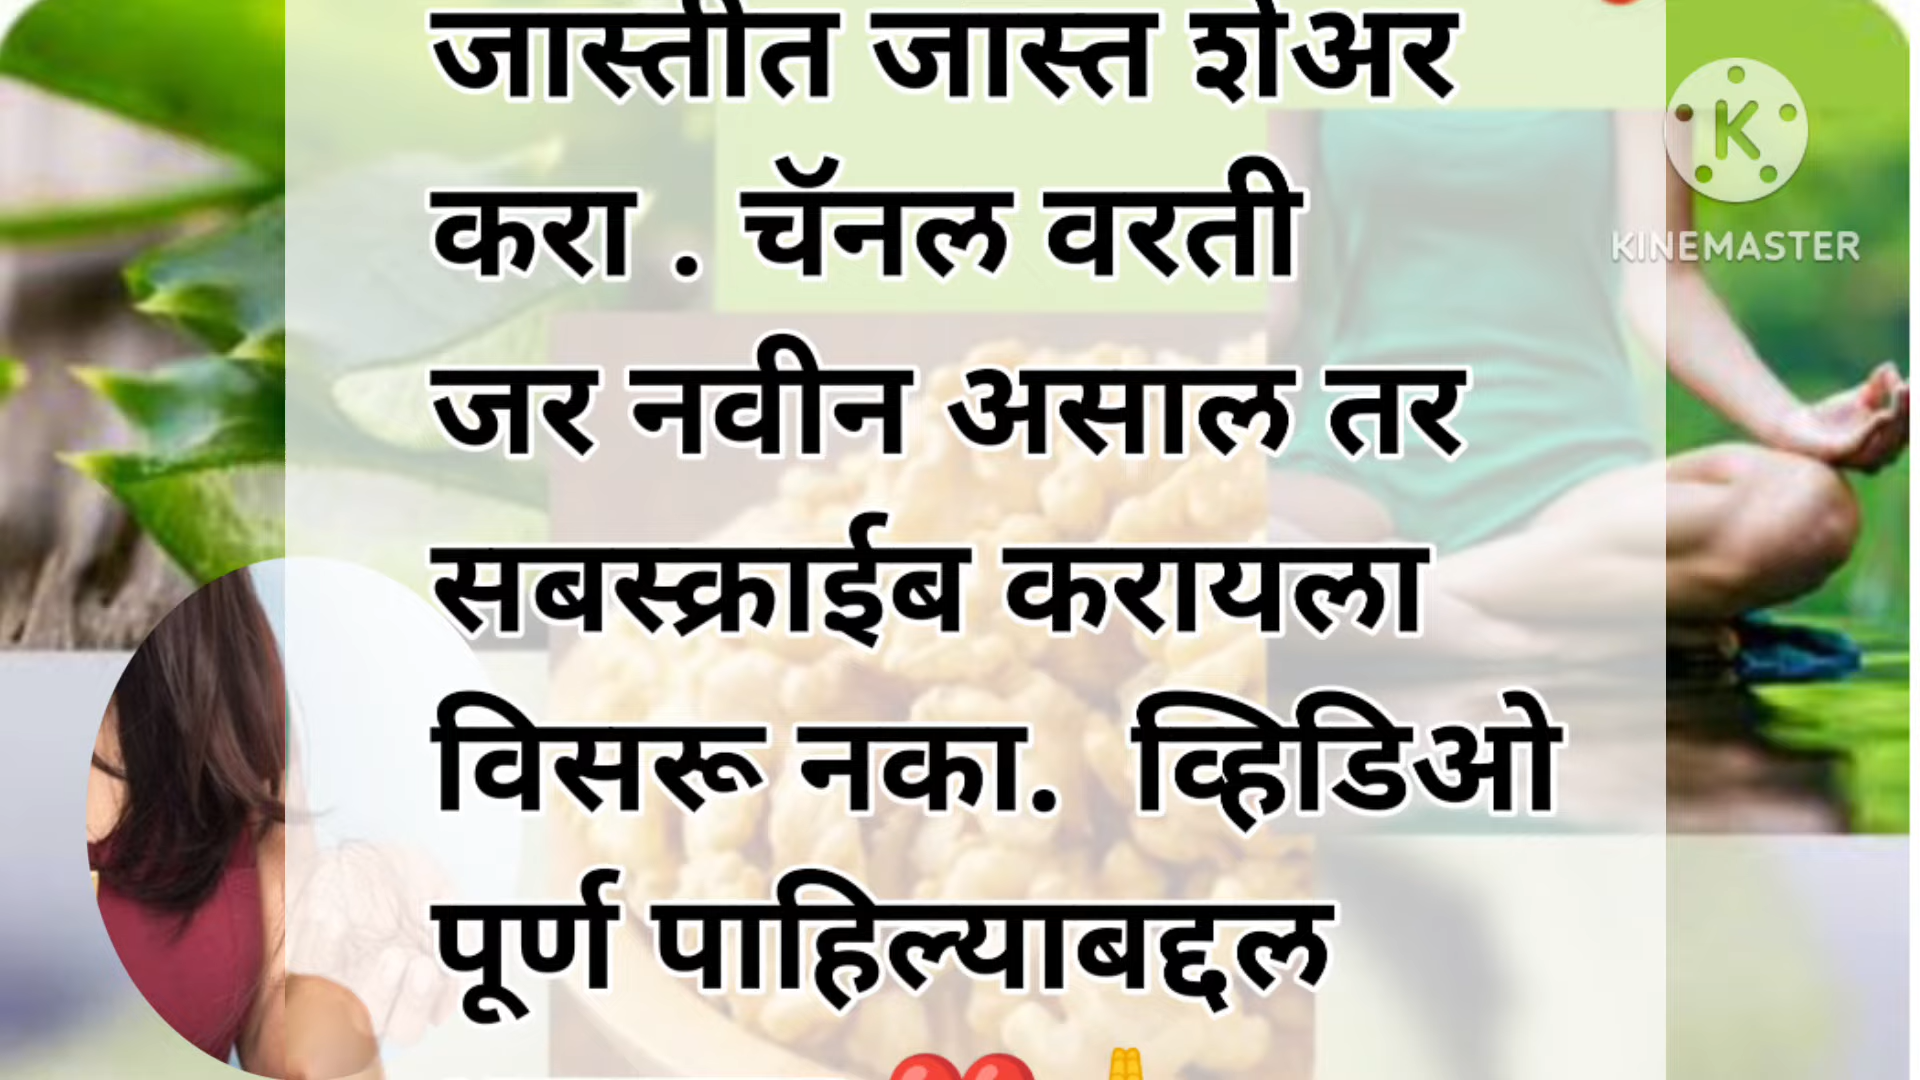 जास्तीत जास्त शेअर
करा . चॅनल वरती
जर नवीन असाल तर
सबस्क्राईब करायला
विसरू नका.  व्हिडिओ
पूर्ण पाहिल्याबद्दल
K
KINEMASTER